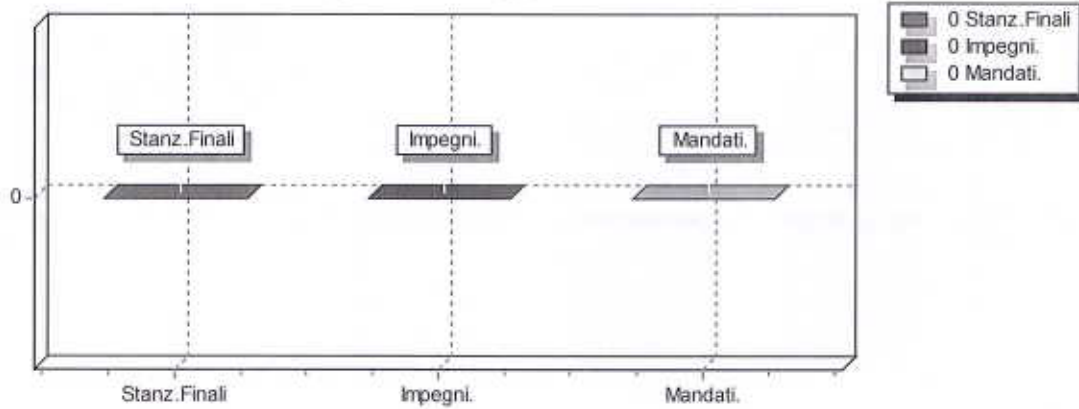 0 Stanz.Finali
0 Impegni.
0 Mandati.
Stanz.Finali
Impegni.
Mandati.
0
Stanz.Finali
Impegni.
Mandati.